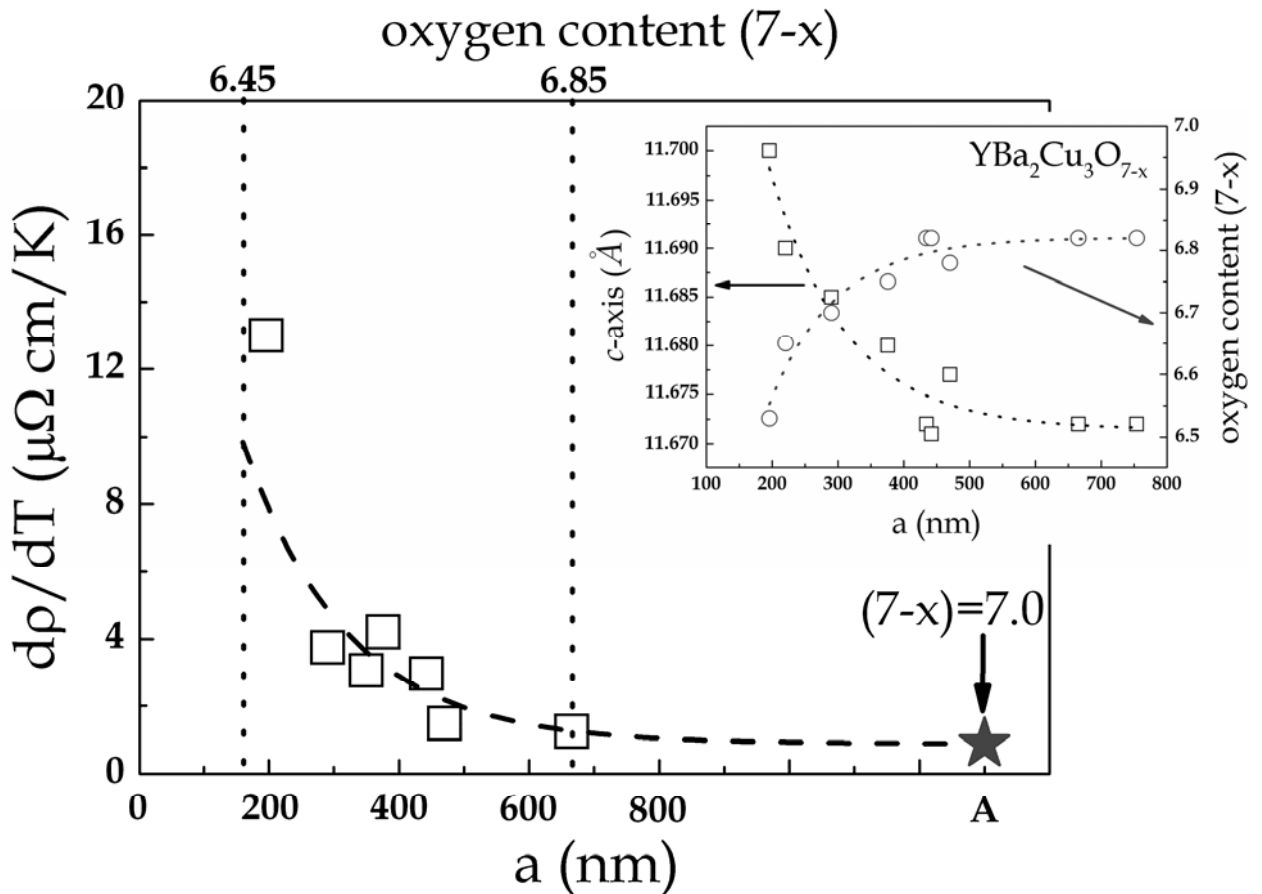 oxygen content (7-x)
6.45 6.85
20
16
12
8
4
0
dρ/dT (μΩ cm/K)
0 200 400 600 800 A
a (nm)
(7-x)=7.0
YBa₂Cu₃O₇₋ₓ
11.700
11.695
11.690
11.685
11.680
11.675
11.670
c-axis (Å)
7.0
6.9
6.8
6.7
6.6
6.5
oxygen content (7-x)
100 200 300 400 500 600 700 800
a (nm)